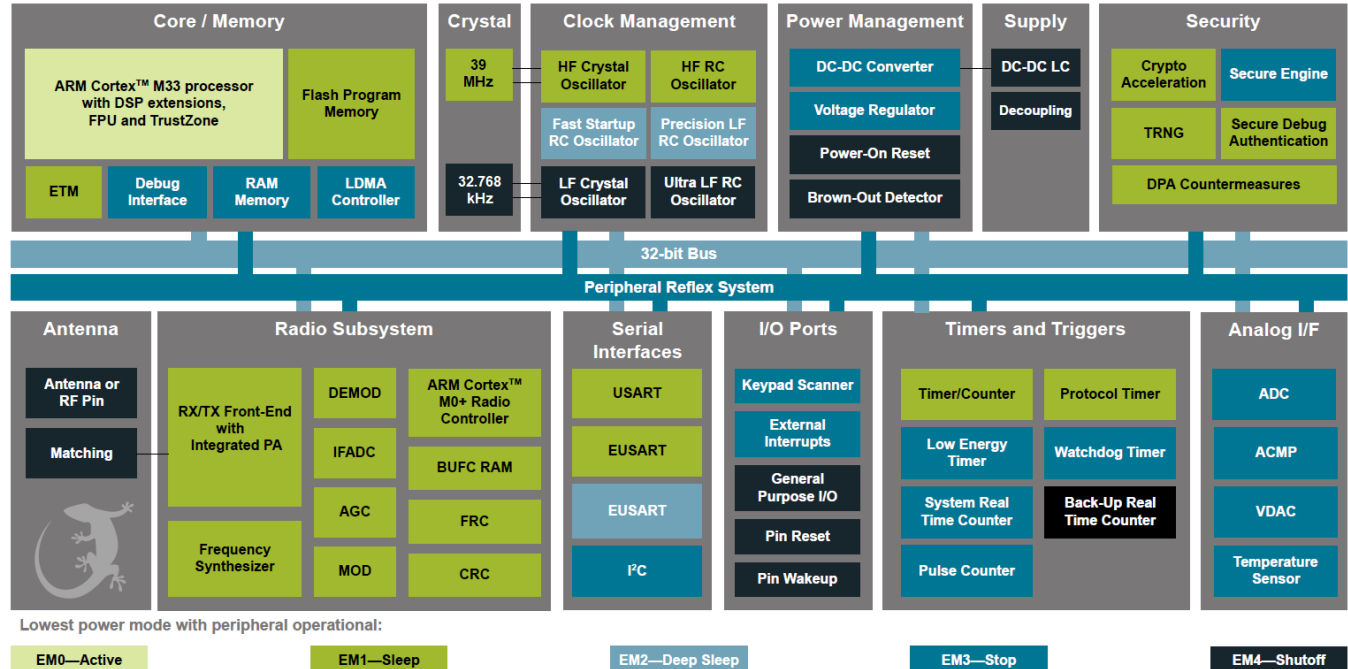 Core / Memory
ARM Cortex™ M33 processor
with DSP extensions,
FPU and TrustZone
Flash Program
Memory
ETM
Debug
Interface
RAM
Memory
LDMA
Controller
Crystal
39
MHz
32.768
kHz
Clock Management
HF Crystal
Oscillator
HF RC
Oscillator
Fast Startup
RC Oscillator
Precision LF
RC Oscillator
LF Crystal
Oscillator
Ultra LF RC
Oscillator
Power Management
DC-DC Converter
Voltage Regulator
Power-On Reset
Brown-Out Detector
Supply
DC-DC LC
Decoupling
Security
Crypto
Acceleration
Secure Engine
TRNG
Secure Debug
Authentication
DPA Countermeasures
32-bit Bus
Peripheral Reflex System
Antenna
Antenna or
RF Pin
Matching
Radio Subsystem
RX/TX Front-End
with
Integrated PA
Frequency
Synthesizer
DEMOD
IFADC
AGC
MOD
ARM Cortex™
M0+ Radio
Controller
BUFC RAM
FRC
CRC
Serial
Interfaces
USART
EUSART
EUSART
I²C
I/O Ports
Keypad Scanner
External
Interrupts
General
Purpose I/O
Pin Reset
Pin Wakeup
Timers and Triggers
Timer/Counter
Protocol Timer
Low Energy
Timer
Watchdog Timer
System Real
Time Counter
Back-Up Real
Time Counter
Pulse Counter
Analog I/F
ADC
ACMP
VDAC
Temperature
Sensor
Lowest power mode with peripheral operational:
EM0—Active
EM1—Sleep
EM2—Deep Sleep
EM3—Stop
EM4—Shutoff